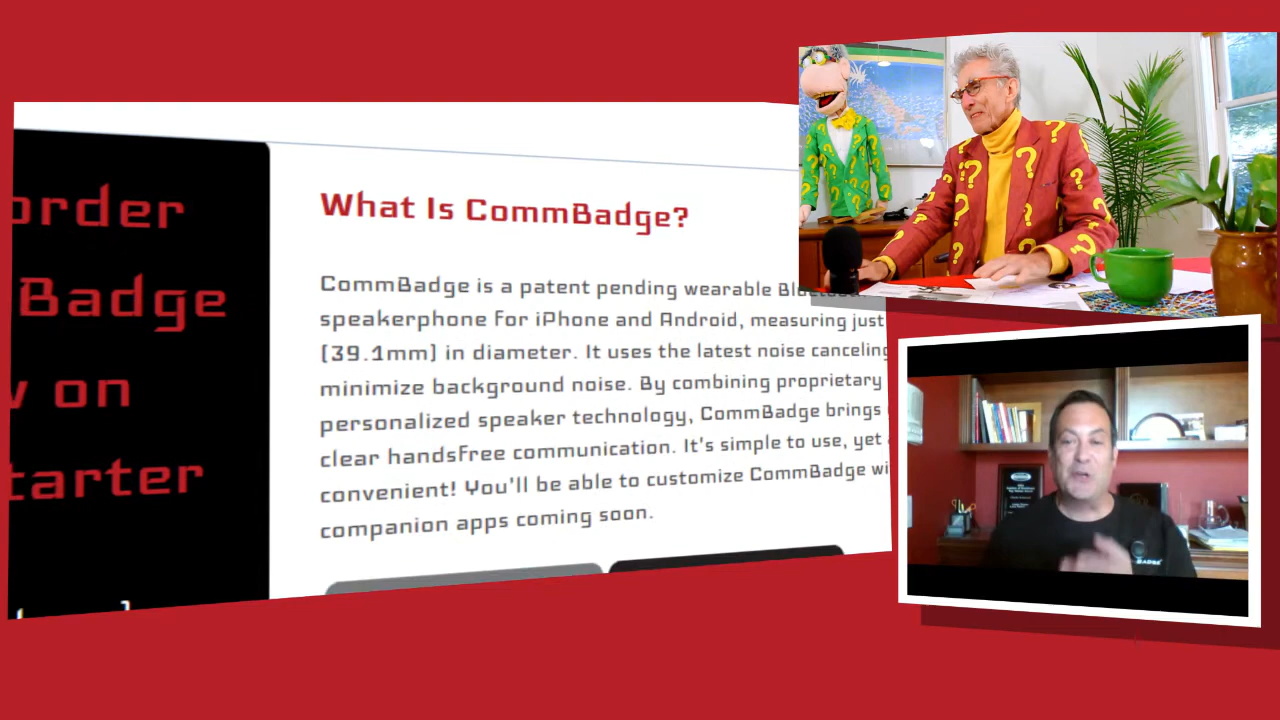 order
Badge
on
tarter
What Is CommBadge?
CommBadge is a patent pending wearable
speakerphone for iPhone and Android, measuring just
(39.1mm) in diameter. It uses the latest noise canceling
minimize background noise. By combining proprietary
personalized speaker technology, CommBadge brings
clear handsfree communication. It's simple to use, yet
convenient! You'll be able to customize CommBadge wi
companion apps coming soon.
? ? ?